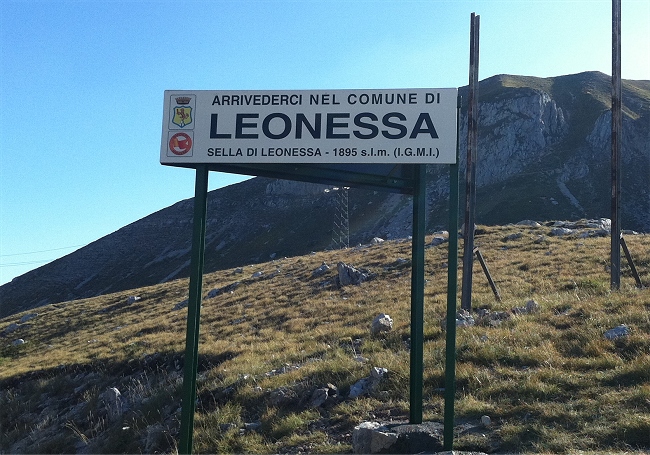 ARRIVEDERCI NEL COMUNE DI
LEONESSA
SELLA DI LEONESSA - 1895 s.l.m. (I.G.M.I.)